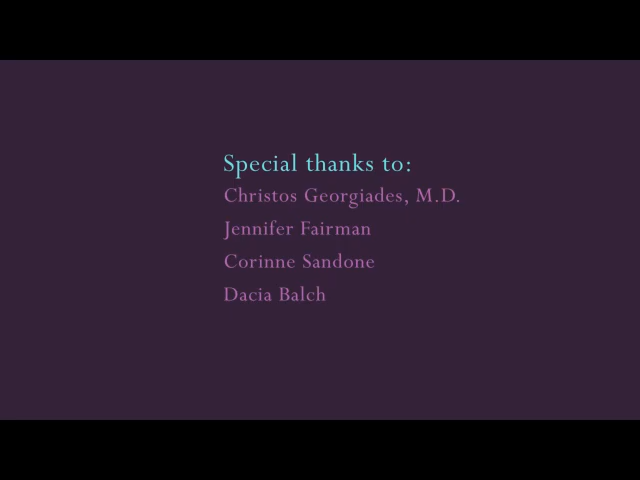 Special thanks to:
Christos Georgiades, M.D.
Jennifer Fairman
Corinne Sandone
Dacia Balch